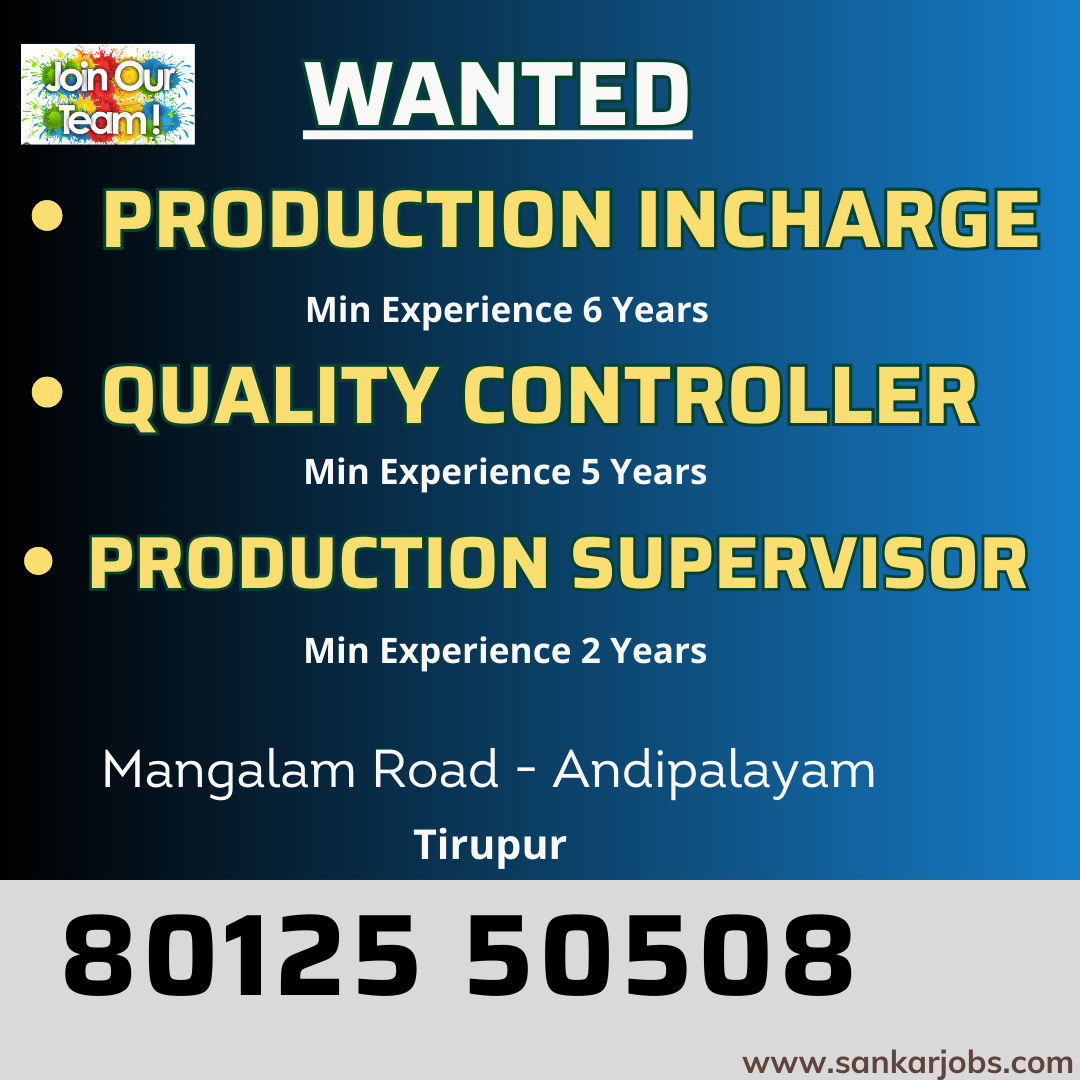 Join Our
Team !
WANTED
• PRODUCTION INCHARGE
Min Experience 6 Years
• QUALITY CONTROLLER
Min Experience 5 Years
• PRODUCTION SUPERVISOR
Min Experience 2 Years
Mangalam Road - Andipalayam
Tirupur
80125 50508
www.sankarjobs.com